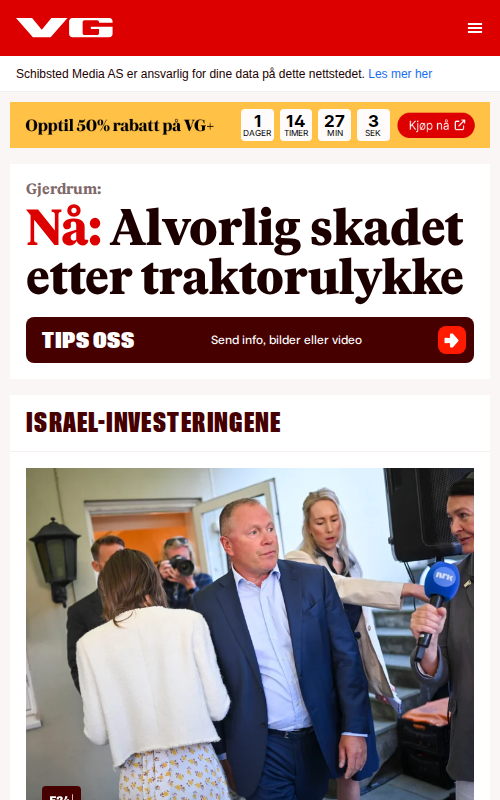 VG
Schibsted Media AS er ansvarlig for dine data på dette nettstedet. Les mer her
Opptil 50% rabatt på VG+
1 14 27 3
DAGER TIMER MIN SEK
Kjøp nå
Gjerdrum:
Nå: Alvorlig skadet
etter traktorulykke
TIPS OSS Send info, bilder eller video
ISRAEL-INVESTERINGENE
NRK
E24